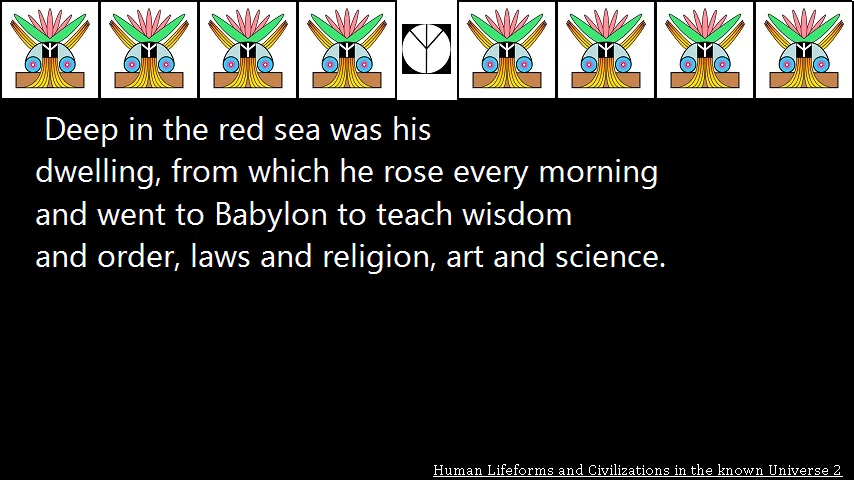 Deep in the red sea was his
dwelling, from which he rose every morning
and went to Babylon to teach wisdom
and order, laws and religion, art and science.
Human Lifeforms and Civilizations in the known Universe 2